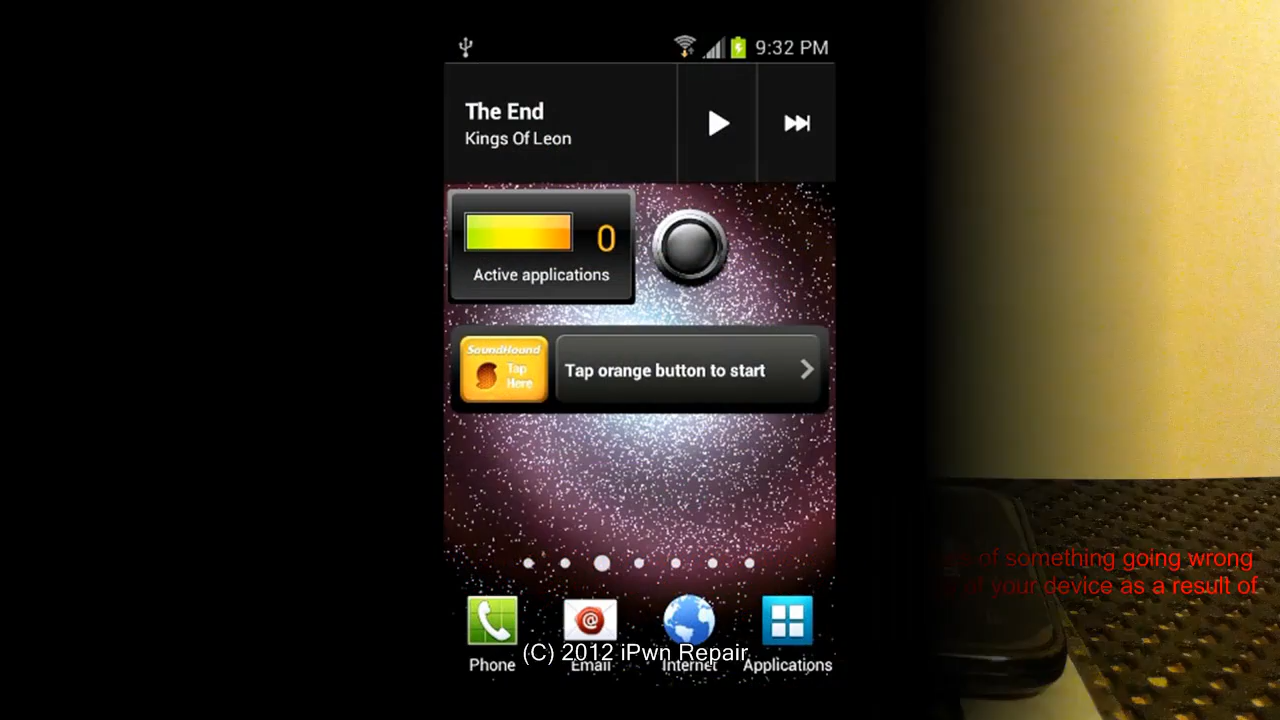 9:32 PM
The End
Kings Of Leon
0
Active applications
SoundHound
Tap
Here
Tap orange button to start
of something going wrong
of your device as a result of
(C) 2012 iPwn Repair
Phone
Email
Internet
Applications